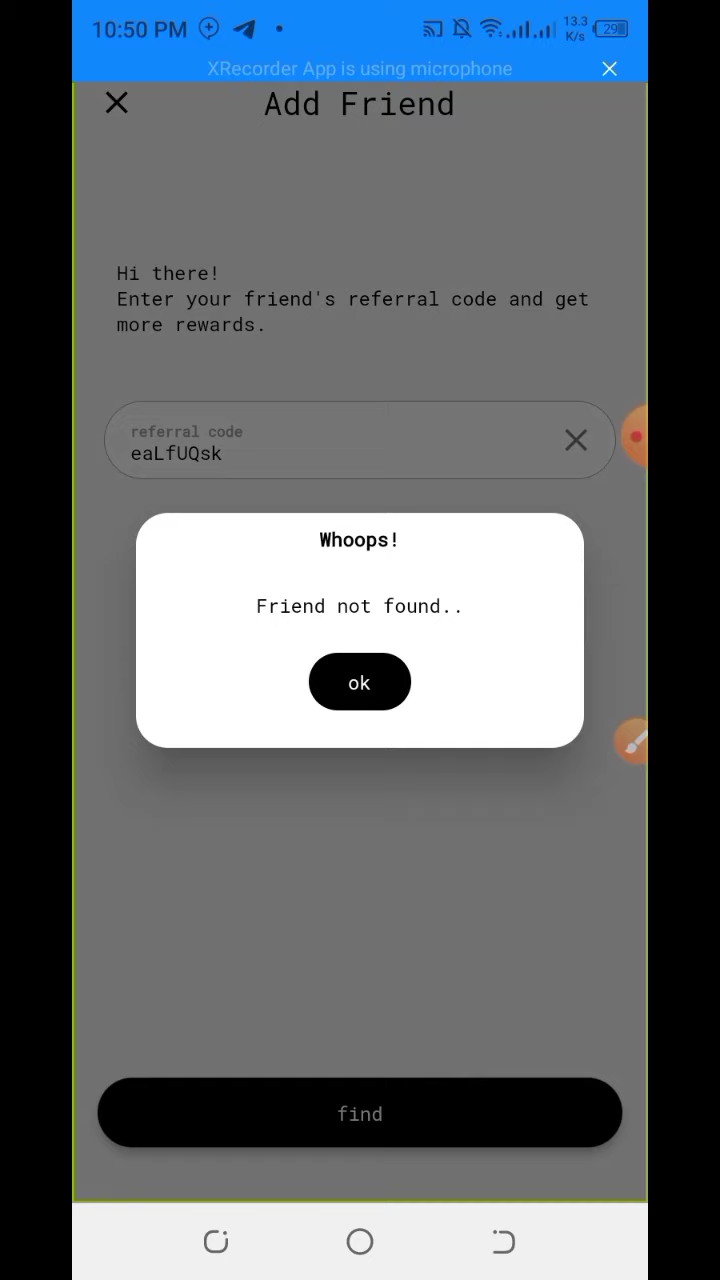 10:50 PM
13.3
K/s
29
XRecorder App is using microphone
Add Friend
Hi there!
Enter your friend's referral code and get
more rewards.
referral code
eaLfUQsk
Whoops!
Friend not found..
ok
find